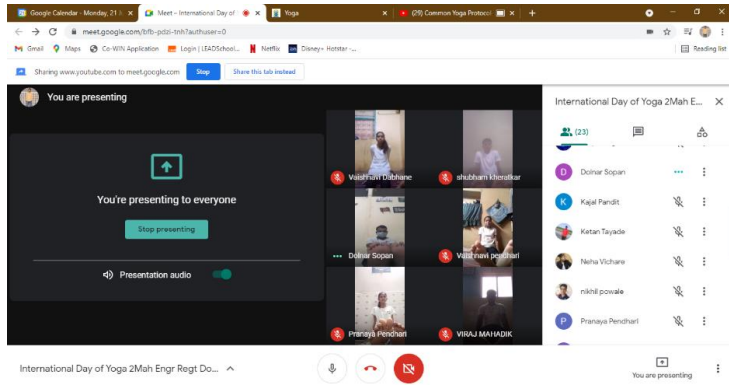 Google Calendar - Monday, 21 J
Meet - International Day of
Yoga
(29) Common Yoga Protocol
meet.google.com/bfb-pdzi-tnh?authuser=0
Gmail
Maps
Co-WIN Application
Login | LEADSchool...
Netflix
Disney+ Hotstar -...
Reading list
Sharing www.youtube.com to meet.google.com
Stop
Share this tab instead
You are presenting
You're presenting to everyone
Stop presenting
Presentation audio
Vaishnavi Dabhane
shubham kheratkar
Dolnar Sopan
Vaishnavi pendhari
Pranaya Pendhari
VIRAJ MAHADIK
International Day of Yoga 2Mah E...
(23)
D
Dolnar Sopan
K
Kajal Pandit
Ketan Tayade
Neha Vichare
nikhil powale
P
Pranaya Pendhari
International Day of Yoga 2Mah Engr Regt Do...
You are presenting